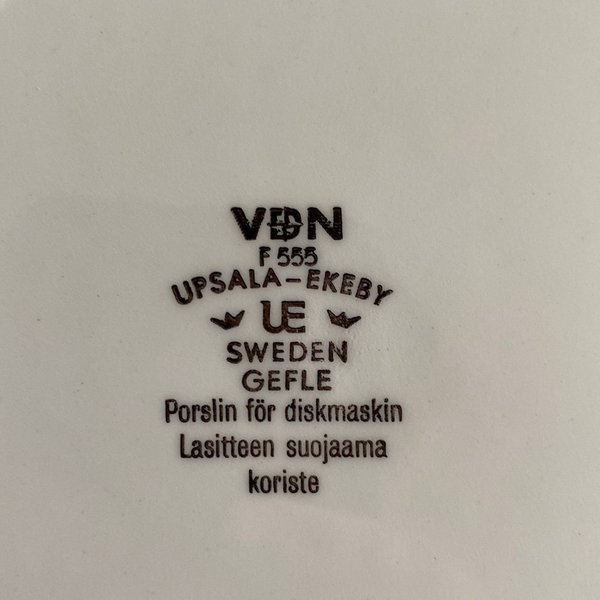 VDN
F 555
UPSALA-EKEBY
UE
SWEDEN
GEFLE
Porslin för diskmaskin
Lasitteen suojaama
koriste